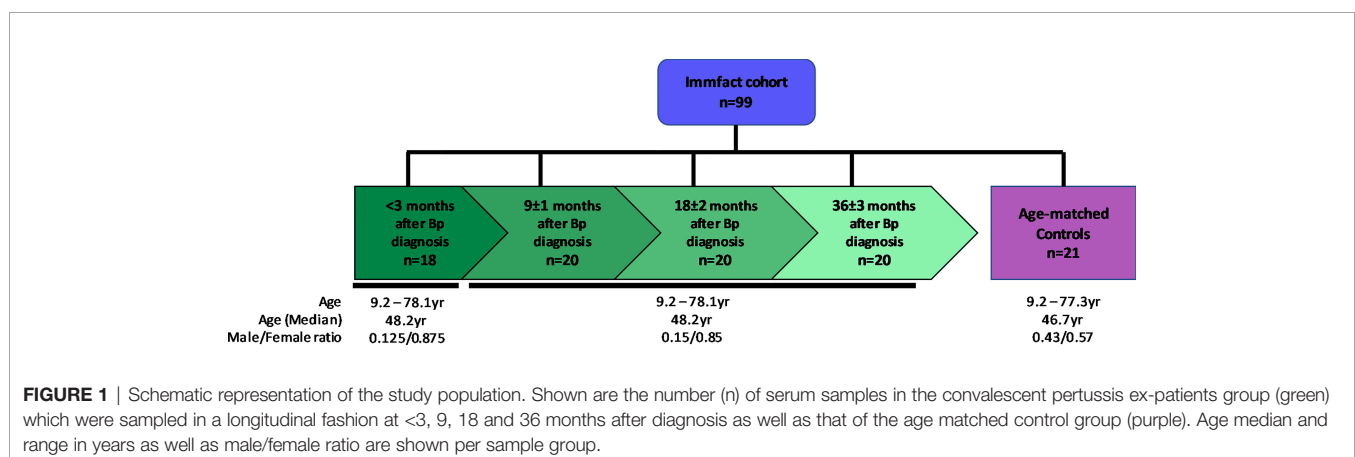 Immfact cohort
n=99
<3 months
after Bp
diagnosis
n=18
9±1 months
after Bp
diagnosis
n=20
18±2 months
after Bp
diagnosis
n=20
36±3 months
after Bp
diagnosis
n=20
Age-matched
Controls
n=21
Age 9.2 – 78.1yr 9.2 – 78.1yr 9.2 – 77.3yr
Age (Median) 48.2yr 48.2yr 46.7yr
Male/Female ratio 0.125/0.875 0.15/0.85 0.43/0.57
FIGURE 1 | Schematic representation of the study population. Shown are the number (n) of serum samples in the convalescent pertussis ex-patients group (green)
which were sampled in a longitudinal fashion at <3, 9, 18 and 36 months after diagnosis as well as that of the age matched control group (purple). Age median and
range in years as well as male/female ratio are shown per sample group.